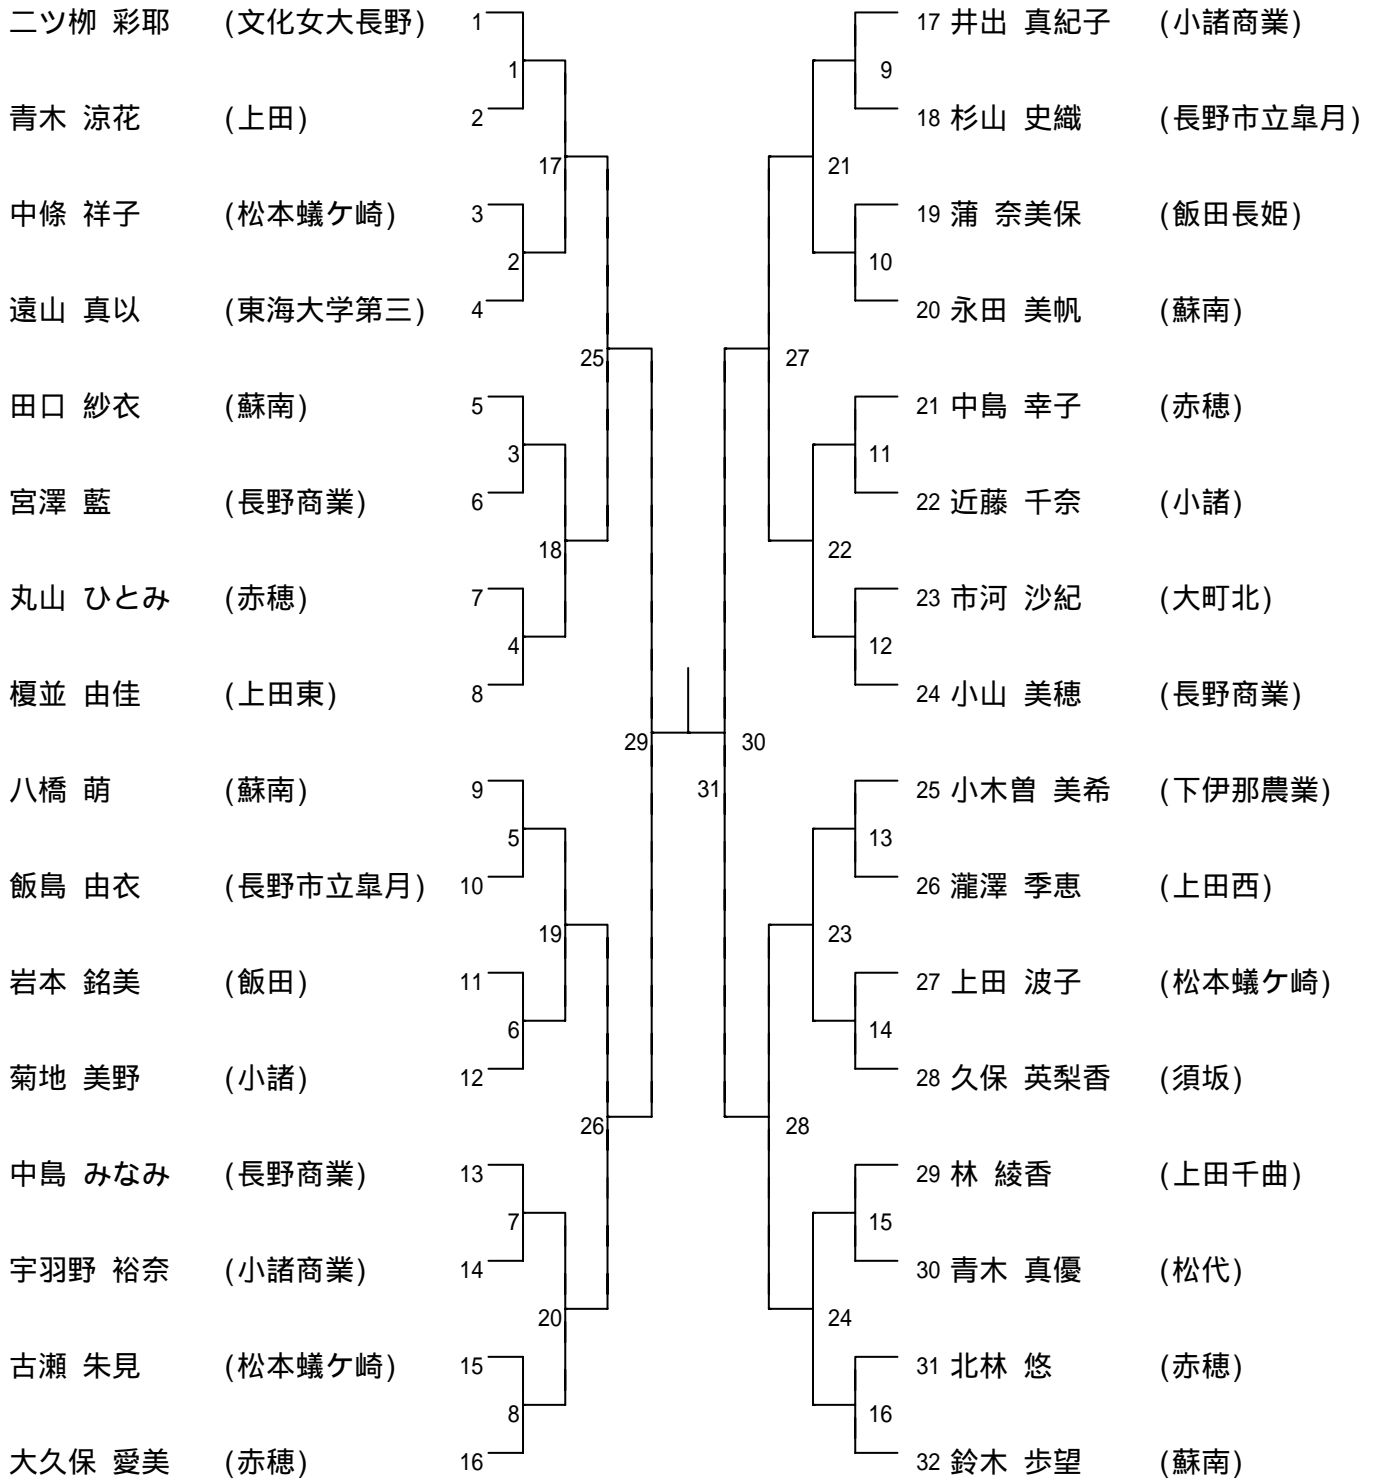 二ツ栁 彩耶 (文化女大長野) 1
1
青木 涼花 (上田) 2
17
中條 祥子 (松本蟻ケ崎) 3
2
遠山 真以 (東海大学第三) 4
25
田口 紗衣 (蘇南) 5
3
宮澤 藍 (長野商業) 6
18
丸山 ひとみ (赤穂) 7
4
榎並 由佳 (上田東) 8
29
八橋 萌 (蘇南) 9
5
飯島 由衣 (長野市立皐月) 10
19
岩本 銘美 (飯田) 11
6
菊地 美野 (小諸) 12
26
中島 みなみ (長野商業) 13
7
宇羽野 裕奈 (小諸商業) 14
20
古瀬 朱見 (松本蟻ケ崎) 15
8
大久保 愛美 (赤穂) 16
31
17 井出 真紀子 (小諸商業)
9
18 杉山 史織 (長野市立皐月)
21
19 蒲 奈美保 (飯田長姫)
10
20 永田 美帆 (蘇南)
27
21 中島 幸子 (赤穂)
11
22 近藤 千奈 (小諸)
22
23 市河 沙紀 (大町北)
12
24 小山 美穂 (長野商業)
30
25 小木曽 美希 (下伊那農業)
13
26 瀧澤 季恵 (上田西)
23
27 上田 波子 (松本蟻ケ崎)
14
28 久保 英梨香 (須坂)
28
29 林 綾香 (上田千曲)
15
30 青木 真優 (松代)
24
31 北林 悠 (赤穂)
16
32 鈴木 歩望 (蘇南)